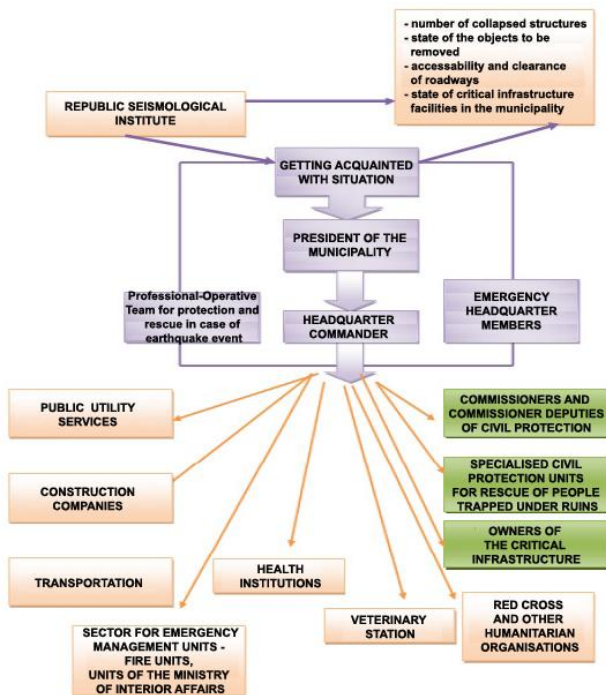 - number of collapsed structures
- state of the objects to be
removed
- accessability and clearance
of roadways
- state of critical infrastructure
facilities in the municipality
REPUBLIC SEISMOLOGICAL
INSTITUTE
GETTING ACQUAINTED
WITH SITUATION
PRESIDENT OF THE
MUNICIPALITY
Professional-Operative
Team for protection and
rescue in case of
earthquake event
HEADQUARTER
COMMANDER
EMERGENCY
HEADQUARTER
MEMBERS
PUBLIC UTILITY
SERVICES
COMMISSIONERS AND
COMMISSIONER DEPUTIES
OF CIVIL PROTECTION
CONSTRUCTION
COMPANIES
SPECIALISED CIVIL
PROTECTION UNITS
FOR RESCUE OF PEOPLE
TRAPPED UNDER RUINS
OWNERS OF
THE CRITICAL
INFRASTRUCTURE
TRANSPORTATION
HEALTH
INSTITUTIONS
SECTOR FOR EMERGENCY
MANAGEMENT UNITS -
FIRE UNITS,
UNITS OF THE MINISTRY
OF INTERIOR AFFAIRS
VETERINARY
STATION
RED CROSS
AND OTHER
HUMANITARIAN
ORGANISATIONS